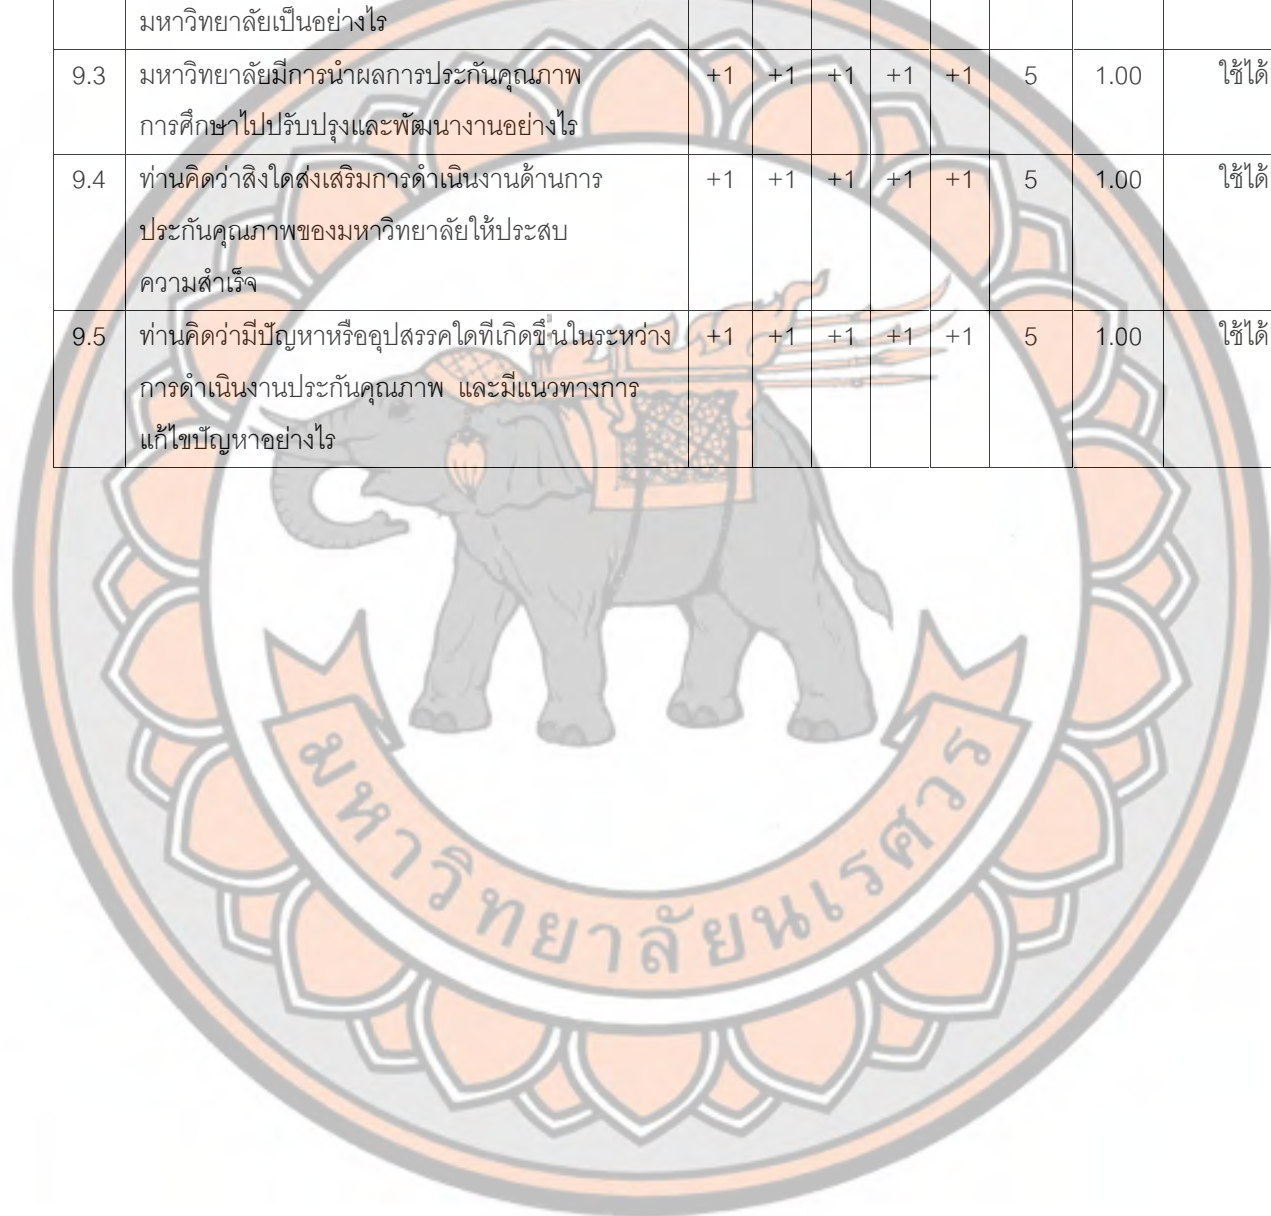 มหาวิทยาลัยเป็นอย่างไร
9.3 มหาวิทยาลัยมีการนำผลการประกันคุณภาพ +1 +1 +1 +1 +1 5 1.00 ใช้ได้
การศึกษาไปปรับปรุงและพัฒนางานอย่างไร
9.4 ท่านคิดว่าสิ่งใดส่งเสริมการดำเนินงานด้านการ +1 +1 +1 +1 +1 5 1.00 ใช้ได้
ประกันคุณภาพของมหาวิทยาลัยให้ประสบ
ความสำเร็จ
9.5 ท่านคิดว่ามีปัญหาหรืออุปสรรคใดที่เกิดขึ้นในระหว่าง +1 +1 +1 +1 +1 5 1.00 ใช้ได้
การดำเนินงานประกันคุณภาพ และมีแนวทางการ
แก้ไขปัญหาอย่างไร
มหาวิทยาลัยนเรศวร